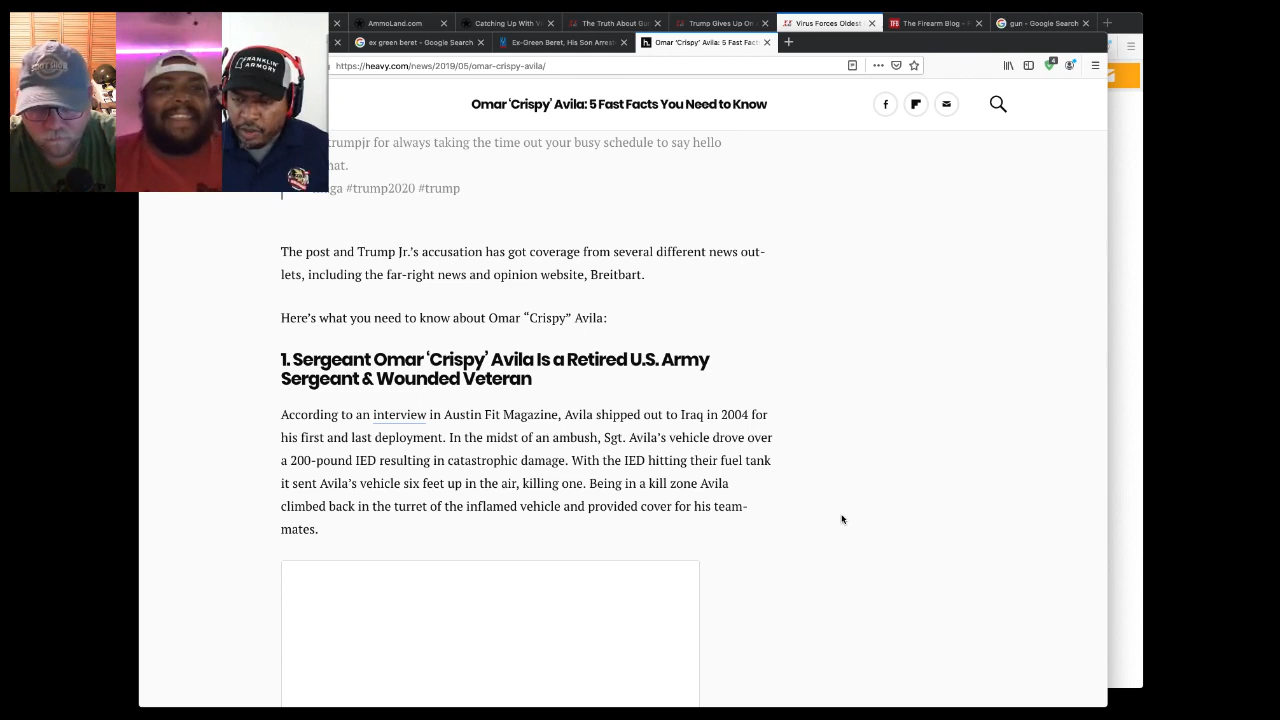 AmmoLand.com
Catching Up With V
The Truth About Gu
Trump Gives Up On
Virus Forces Oldest
The Firearm Blog -
gun - Google Search
ex green beret - Google Search
Ex-Green Beret, His Son Arres
Omar 'Crispy' Avila: 5 Fast Fact
https://heavy.com/news/2019/05/omar-crispy-avila/
4
FRANKLIN
ARMORY
Omar ‘Crispy’ Avila: 5 Fast Facts You Need to Know
trumpjr for always taking the time out your busy schedule to say hello
hat.
ga #trump2020 #trump
The post and Trump Jr.’s accusation has got coverage from several different news out-
lets, including the far-right news and opinion website, Breitbart.
Here’s what you need to know about Omar “Crispy” Avila:
1. Sergeant Omar ‘Crispy’ Avila Is a Retired U.S. Army
Sergeant & Wounded Veteran
According to an interview in Austin Fit Magazine, Avila shipped out to Iraq in 2004 for
his first and last deployment. In the midst of an ambush, Sgt. Avila’s vehicle drove over
a 200-pound IED resulting in catastrophic damage. With the IED hitting their fuel tank
it sent Avila’s vehicle six feet up in the air, killing one. Being in a kill zone Avila
climbed back in the turret of the inflamed vehicle and provided cover for his team-
mates.